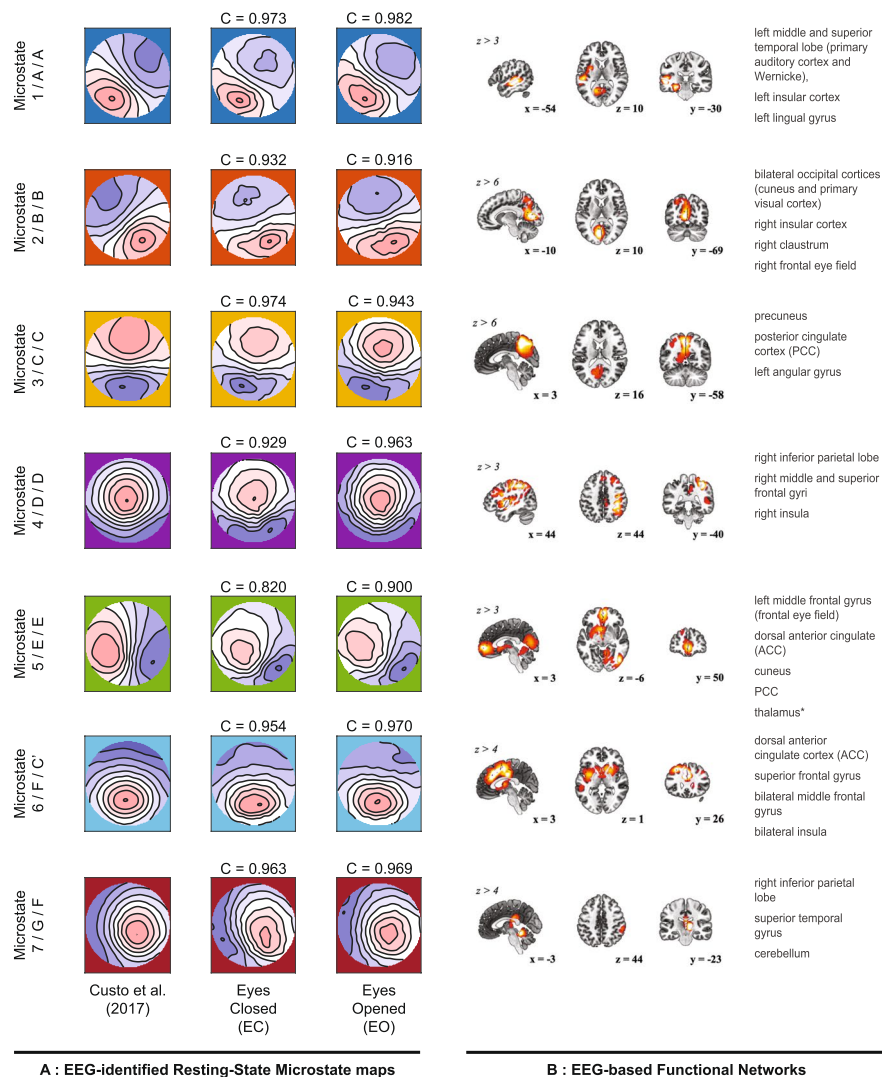 C = 0.973
C = 0.982
Microstate
1 / A / A
z > 3
x = -54
z = 10
y = -30
left middle and superior
temporal lobe (primary
auditory cortex and
Wernicke),
left insular cortex
left lingual gyrus
C = 0.932
C = 0.916
Microstate
2 / B / B
z > 6
x = -10
z = 10
y = -69
bilateral occipital cortices
(cuneus and primary
visual cortex)
right insular cortex
right claustrum
right frontal eye field
C = 0.974
C = 0.943
Microstate
3 / C / C
z > 6
x = 3
z = 16
y = -58
precuneus
posterior cingulate
cortex (PCC)
left angular gyrus
C = 0.929
C = 0.963
Microstate
4 / D / D
z > 3
x = 44
z = 44
y = -40
right inferior parietal lobe
right middle and superior
frontal gyri
right insula
C = 0.820
C = 0.900
Microstate
5 / E / E
z > 3
x = 3
z = -6
y = 50
left middle frontal gyrus
(frontal eye field)
dorsal anterior cingulate
(ACC)
cuneus
PCC
thalamus*
C = 0.954
C = 0.970
Microstate
6 / F / C'
z > 4
x = 3
z = 1
y = 26
dorsal anterior
cingulate cortex (ACC)
superior frontal gyrus
bilateral middle frontal
gyrus
bilateral insula
C = 0.963
C = 0.969
Microstate
7 / G / F
z > 4
x = -3
z = 44
y = -23
right inferior parietal
lobe
superior temporal
gyrus
cerebellum
Custo et al.
(2017)
Eyes
Closed
(EC)
Eyes
Opened
(EO)
A : EEG-identified Resting-State Microstate maps
B : EEG-based Functional Networks